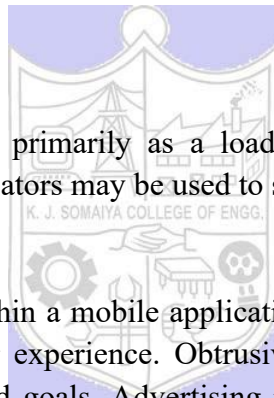 primarily as a load
ators may be used to s
K. J. SOMAIYA COLLEGE OF ENGG.
hin a mobile applicati
experience. Obtrusiv
d goals. Advertising